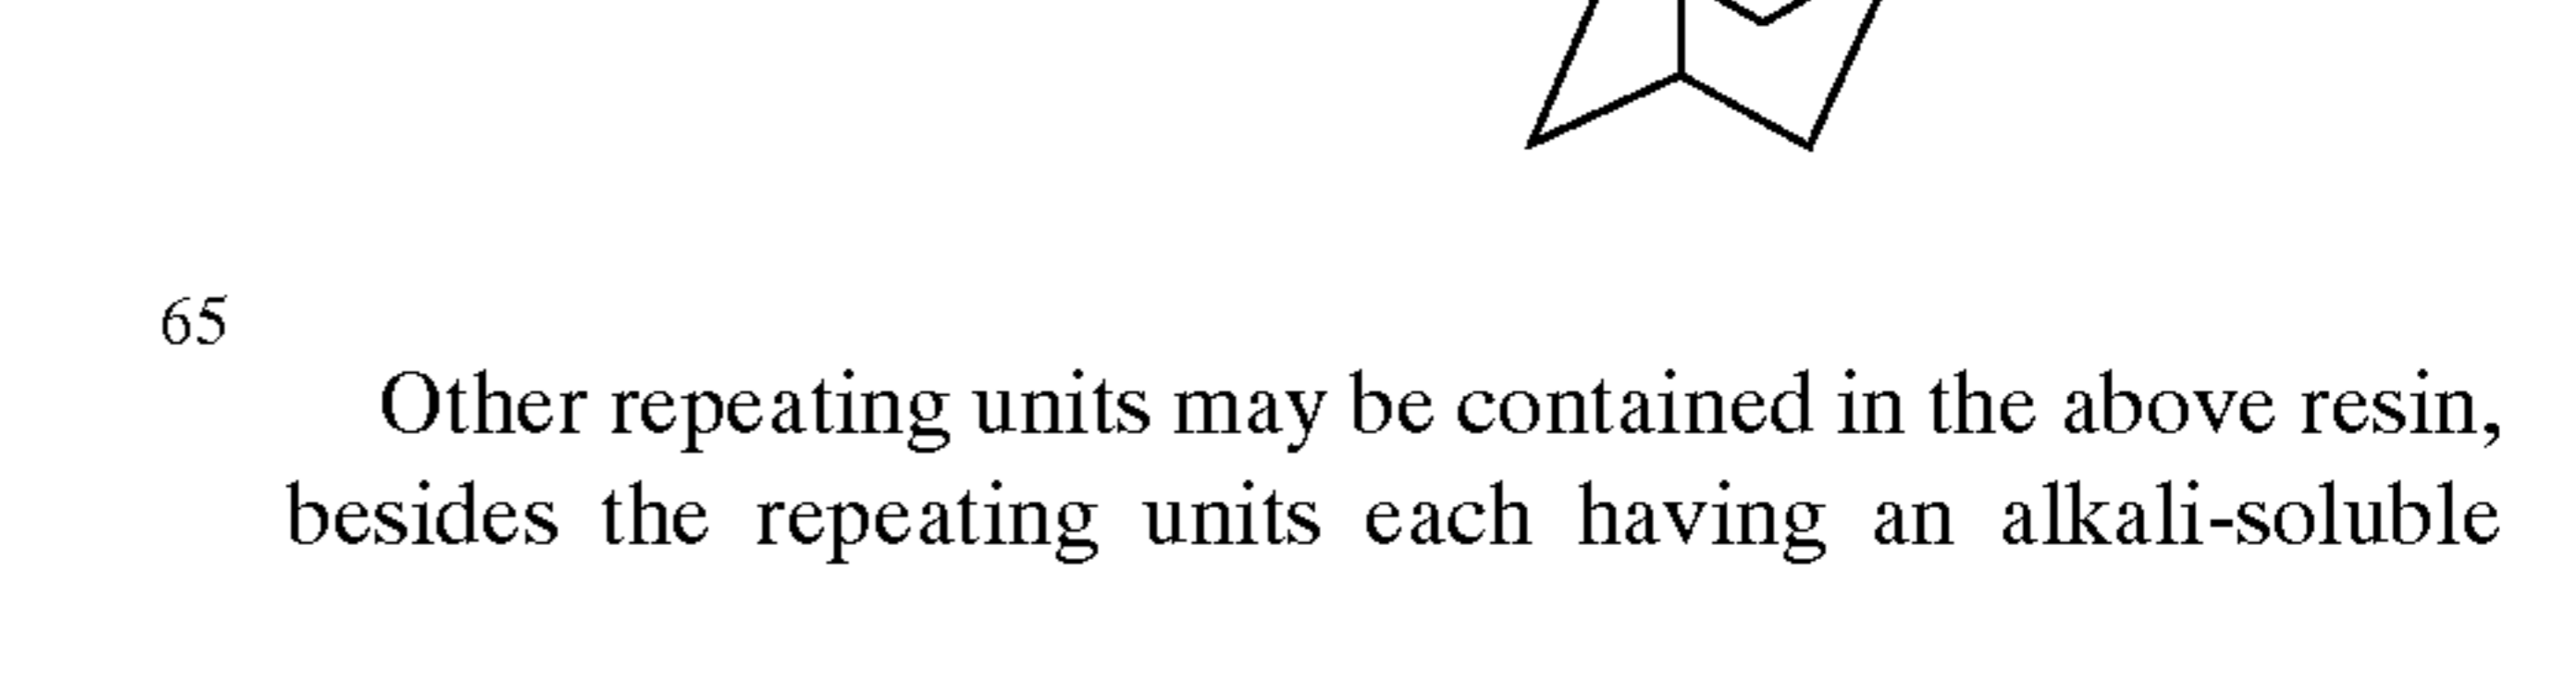 65
Other repeating units may be contained in the above resin,
besides the repeating units each having an alkali-soluble